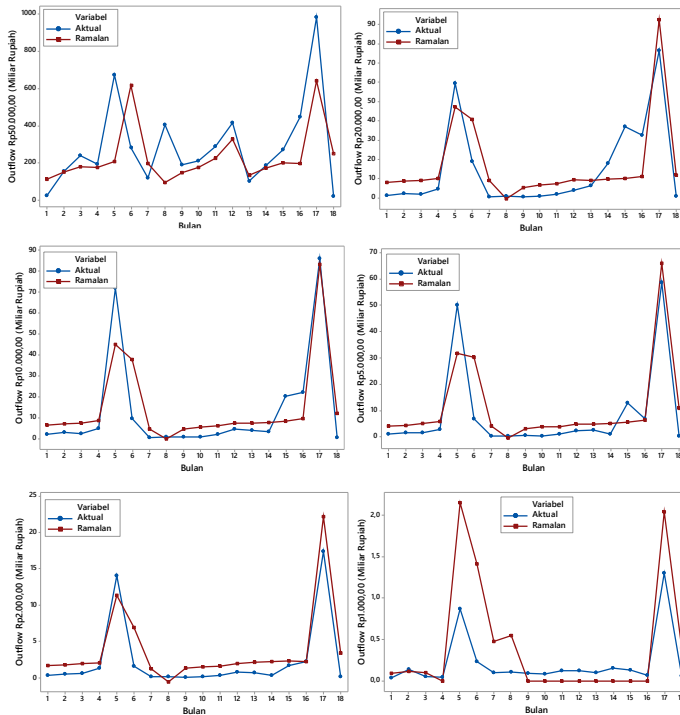 Outflow Rp50.000,00 (Miliar Rupiah)
1000
800
600
400
200
0
Variabel
Aktual
Ramalan
1 2 3 4 5 6 7 8 9 10 11 12 13 14 15 16 17 18
Bulan
Outflow Rp20.000,00 (Miliar Rupiah)
90
80
70
60
50
40
30
20
10
0
Variabel
Aktual
Ramalan
1 2 3 4 5 6 7 8 9 10 11 12 13 14 15 16 17 18
Bulan
Outflow Rp10.000,00 (Miliar Rupiah)
90
80
70
60
50
40
30
20
10
0
Variabel
Aktual
Ramalan
1 2 3 4 5 6 7 8 9 10 11 12 13 14 15 16 17 18
Bulan
Outflow Rp5.000,00 (Miliar Rupiah)
70
60
50
40
30
20
10
0
Variabel
Aktual
Ramalan
1 2 3 4 5 6 7 8 9 10 11 12 13 14 15 16 17 18
Bulan
Outflow Rp2.000,00 (Miliar Rupiah)
25
20
15
10
5
0
Variabel
Aktual
Ramalan
1 2 3 4 5 6 7 8 9 10 11 12 13 14 15 16 17 18
Bulan
Outflow Rp1.000,00 (Miliar Rupiah)
2,0
1,5
1,0
0,5
0,0
Variabel
Aktual
Ramalan
1 2 3 4 5 6 7 8 9 10 11 12 13 14 15 16 17 18
Bulan